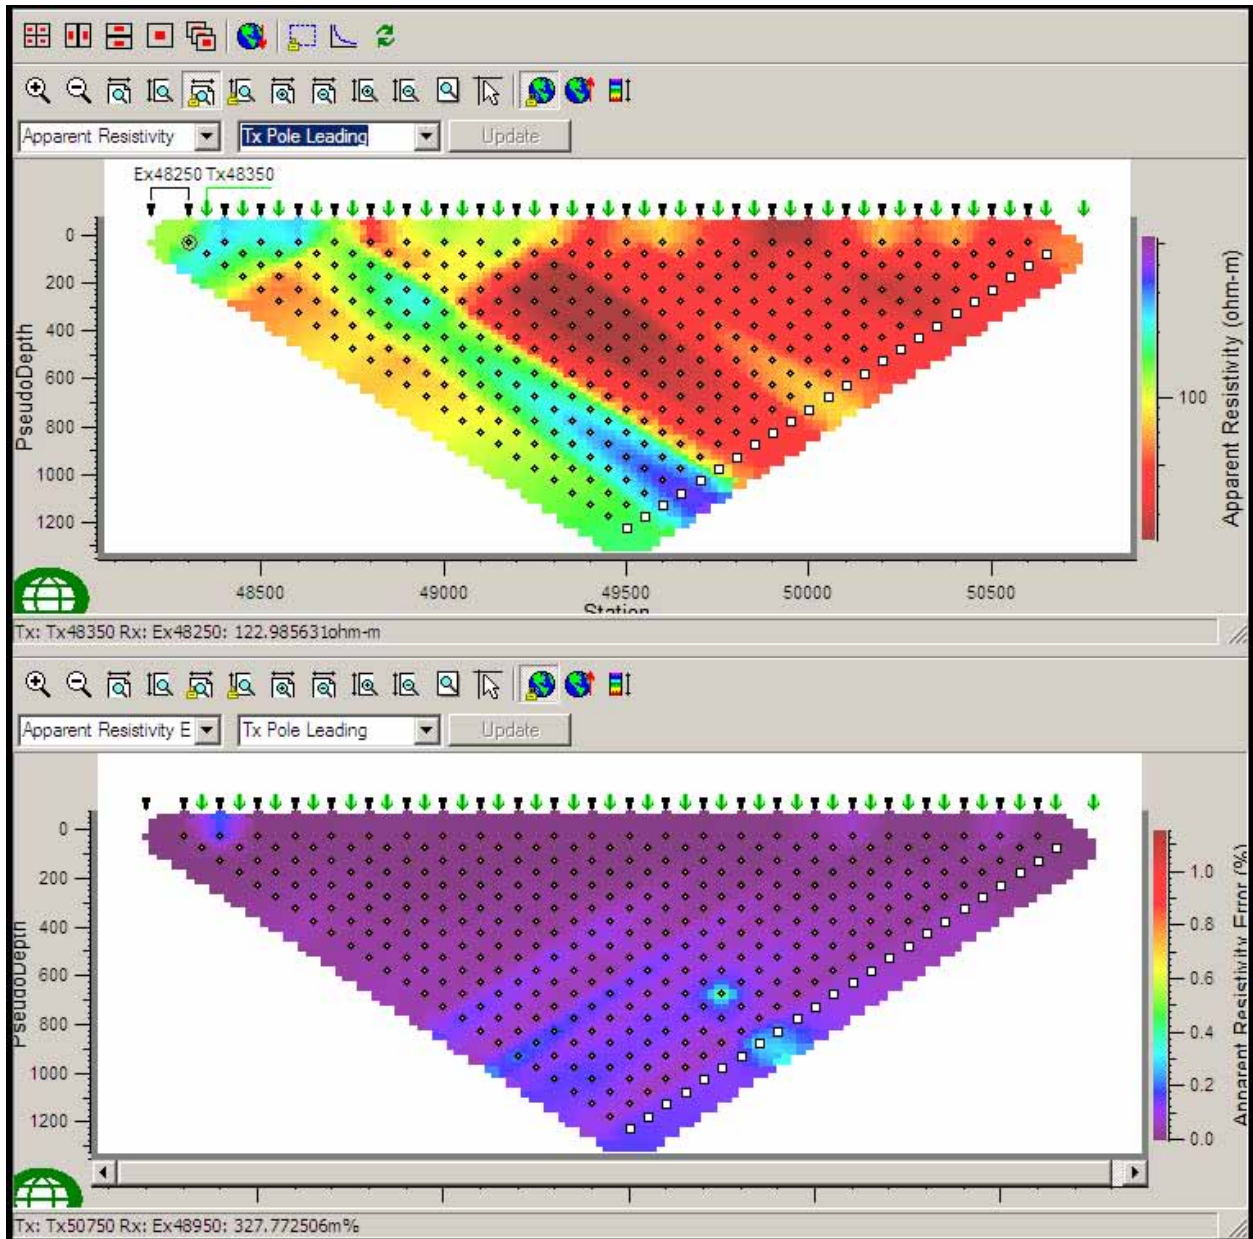 Apparent Resistivity Tx Pole Leading Update
Ex48250 Tx48350
0
200
400
600
800
1000
1200
PseudoDepth
100
Apparent Resistivity (ohm-m)
48500 49000 49500 50000 50500
Station
Tx: Tx48350 Rx: Ex48250: 122.985631ohm-m
Apparent Resistivity E Tx Pole Leading Update
0
200
400
600
800
1000
1200
PseudoDepth
1.0
0.8
0.6
0.4
0.2
0.0
Apparent Resistivity Error (%)
Tx: Tx50750 Rx: Ex48950: 327.772506m%